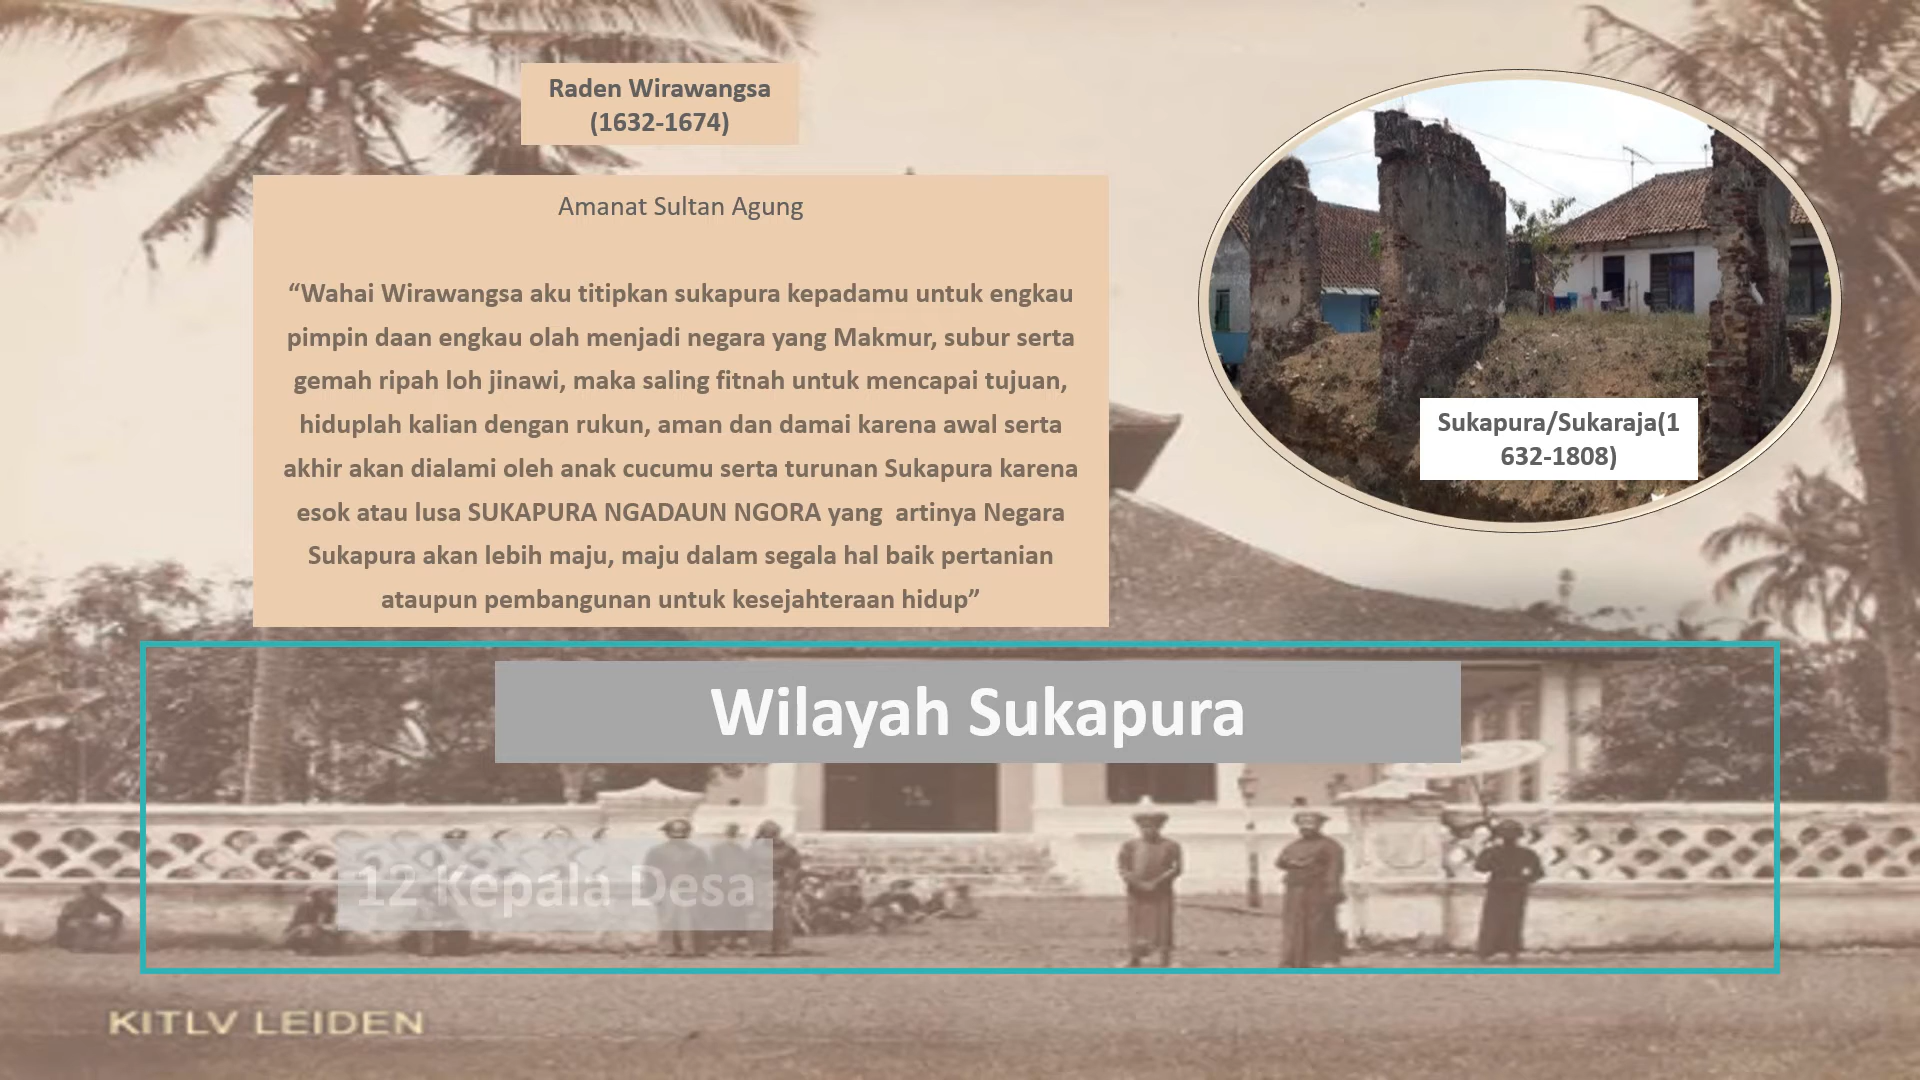 Raden Wirawangsa
(1632-1674)
Amanat Sultan Agung
“Wahai Wirawangsa aku titipkan sukapura kepadamu untuk engkau
pimpin daan engkau olah menjadi negara yang Makmur, subur serta
gemah ripah loh jinawi, maka saling fitnah untuk mencapai tujuan,
hiduplah kalian dengan rukun, aman dan damai karena awal serta
akhir akan dialami oleh anak cucumu serta turunan Sukapura karena
esok atau lusa SUKAPURA NGADAUN NGORA yang  artinya Negara
Sukapura akan lebih maju, maju dalam segala hal baik pertanian
ataupun pembangunan untuk kesejahteraan hidup”
Sukapura/Sukaraja(1
632-1808)
Wilayah Sukapura
12 Kepala Desa
KITLV LEIDEN